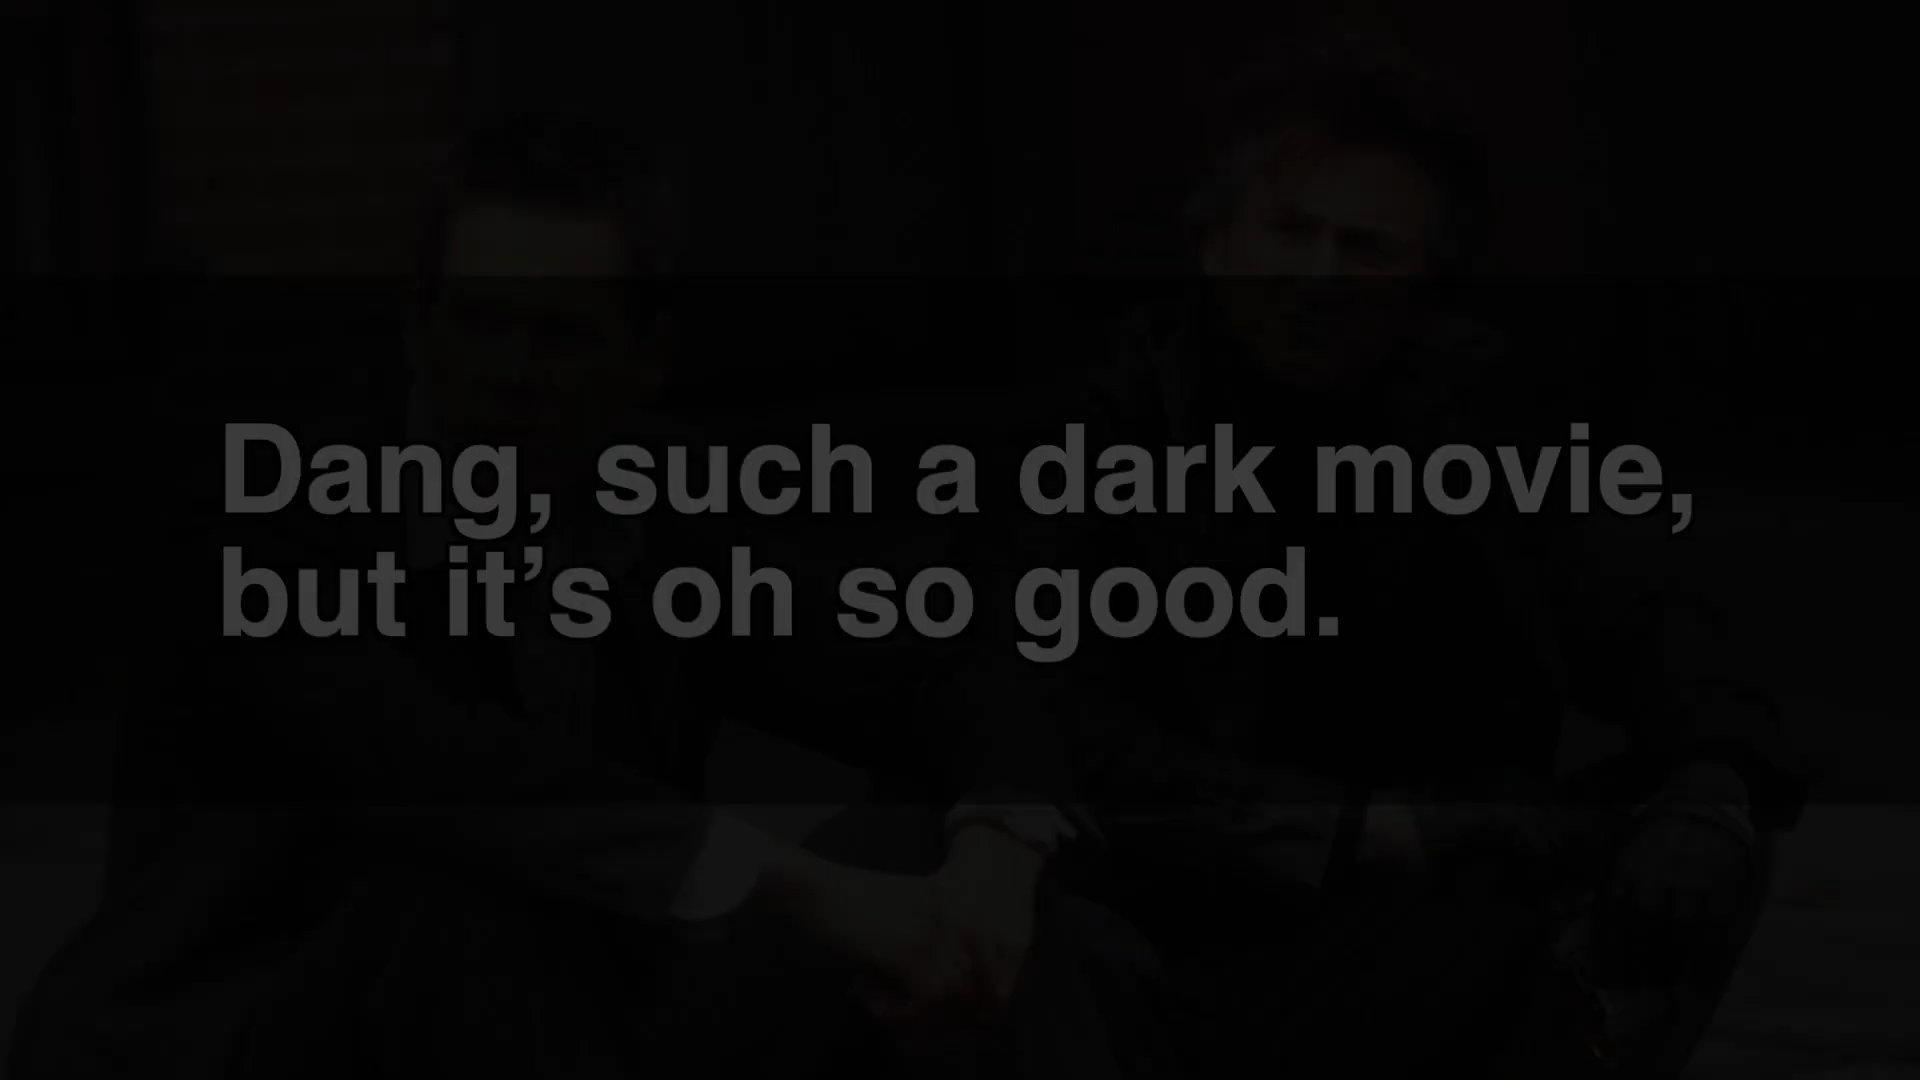 Dang, such a dark movie,
but it’s oh so good.